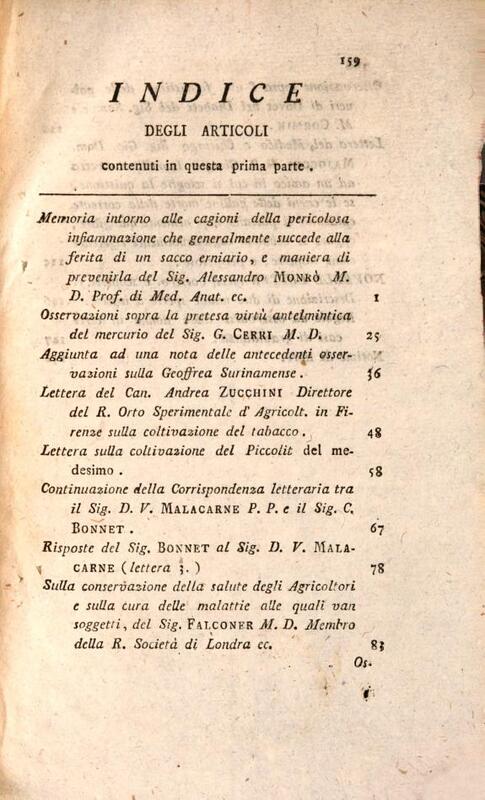 159
INDICE
DEGLI ARTICOLI
contenuti in questa prima parte .
Memoria intorno alle cagioni della pericolosa
infiammazione che generalmente succede alla
ferita di un sacco erniario, e maniera di
prevenirla del Sig. Alessandro MONRÒ M.
D. Prof. di Med. Anat. ec. 1
Osservazioni sopra la pretesa virtù antelmintica
del mercurio del Sig. G. CERRI M. D. 25
Aggiunta ad una nota delle antecedenti osser-
vazioni sulla Geoffrea Surinamense . 36
Lettera del Can. Andrea ZUCCHINI Direttore
del R. Orto Sperimentale d' Agricolt. in Fi-
renze sulla coltivazione del tabacco . 48
Lettera sulla coltivazione del Piccolit del me-
desimo . 58
Continuazione della Corrispondenza letteraria tra
il Sig. D. V. MALACARNE P. P. e il Sig. C.
BONNET . 67
Risposte del Sig. BONNET al Sig. D. V. MALA-
CARNE ( lettera 3. ) 78
Sulla conservazione della salute degli Agricoltori
e sulla cura delle malattie alle quali van
soggetti, del Sig. FALCONER M. D. Membro
della R. Società di Londra ec. 83
Os-